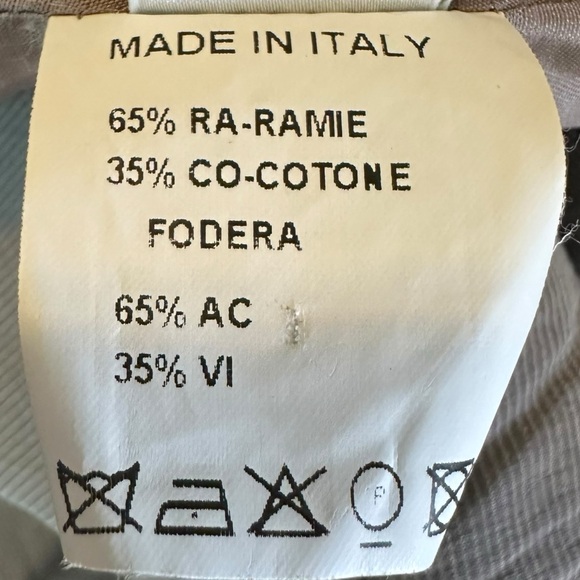 MADE IN ITALY
65% RA-RAMIE
35% CO-COTONE
FODERA
65% AC
35% VI
P